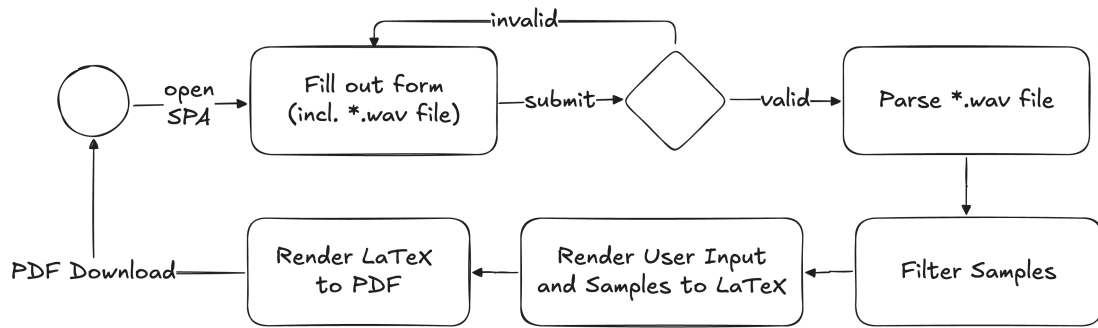 invalid
open
SPA
Fill out form
(incl. *.wav file)
submit
valid
Parse *.wav file
PDF Download
Render LaTeX
to PDF
Render User Input
and Samples to LaTeX
Filter Samples